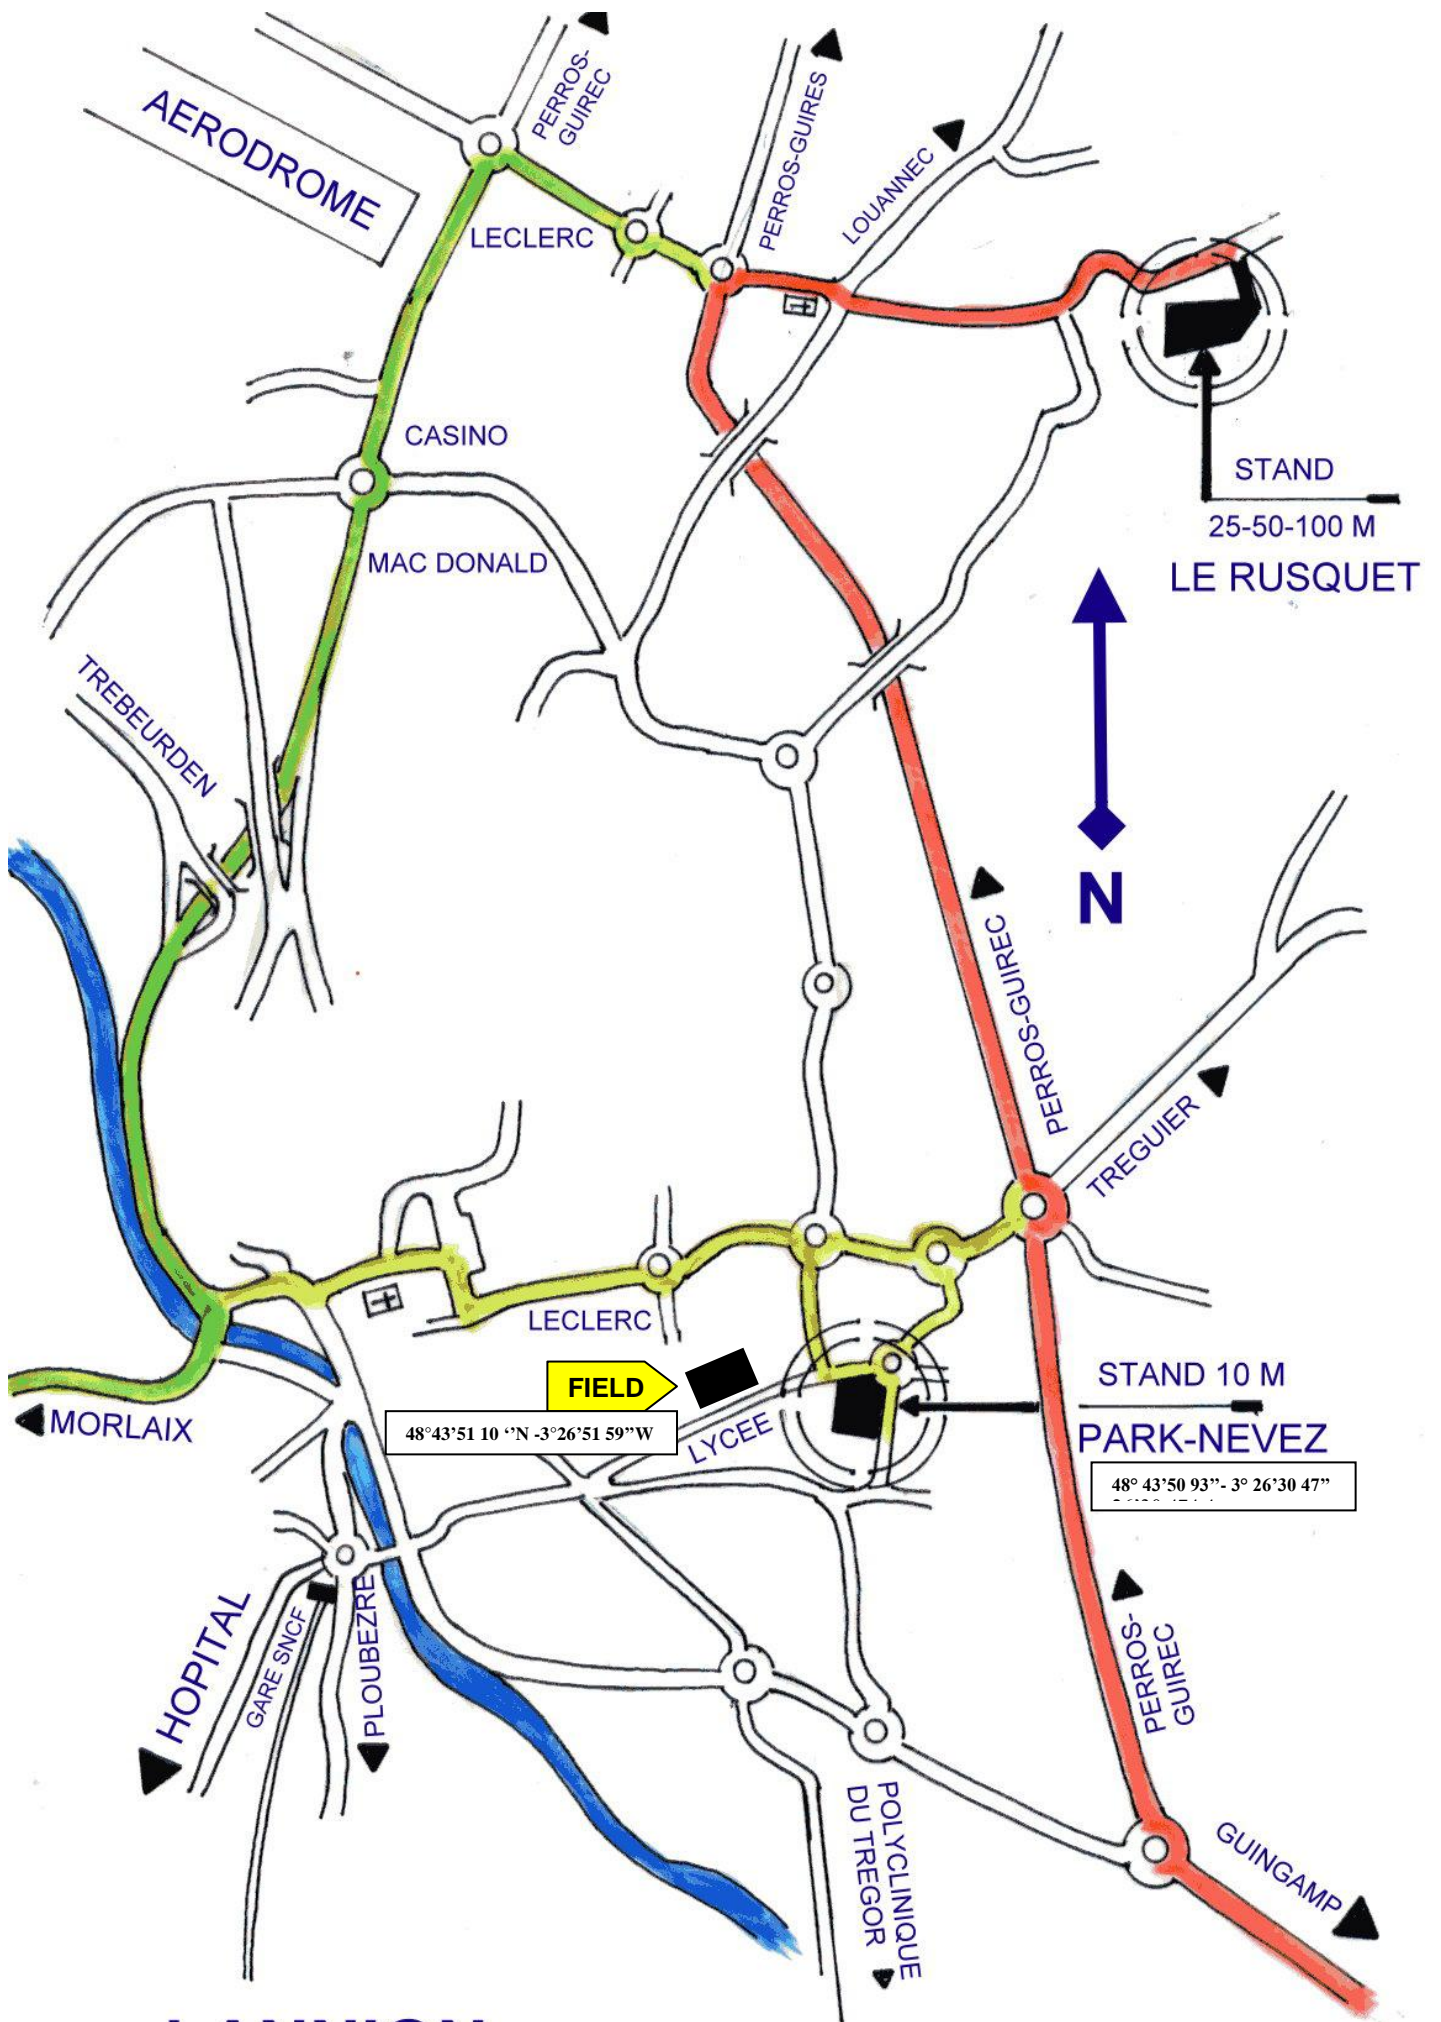 PERROS-
GUIREC
AERODROME
PERROS-GUIRES
LOUANNEC
LECLERC
CASINO
STAND
25-50-100 M
LE RUSQUET
MAC DONALD
TREBEURDEN
N
PERROS-GUIREC
TREGUIER
LECLERC
FIELD
STAND 10 M
MORLAIX
48°43'51 10 ‘’N -3°26'51 59”W
LYCEE
PARK-NEVEZ
48° 43’50 93”- 3° 26’30 47”
HOPITAL
GARE SNCF
PLOUBEZRE
PERROS-
GUIREC
POLYCLINIQUE
DU TREGOR
GUINGAMP